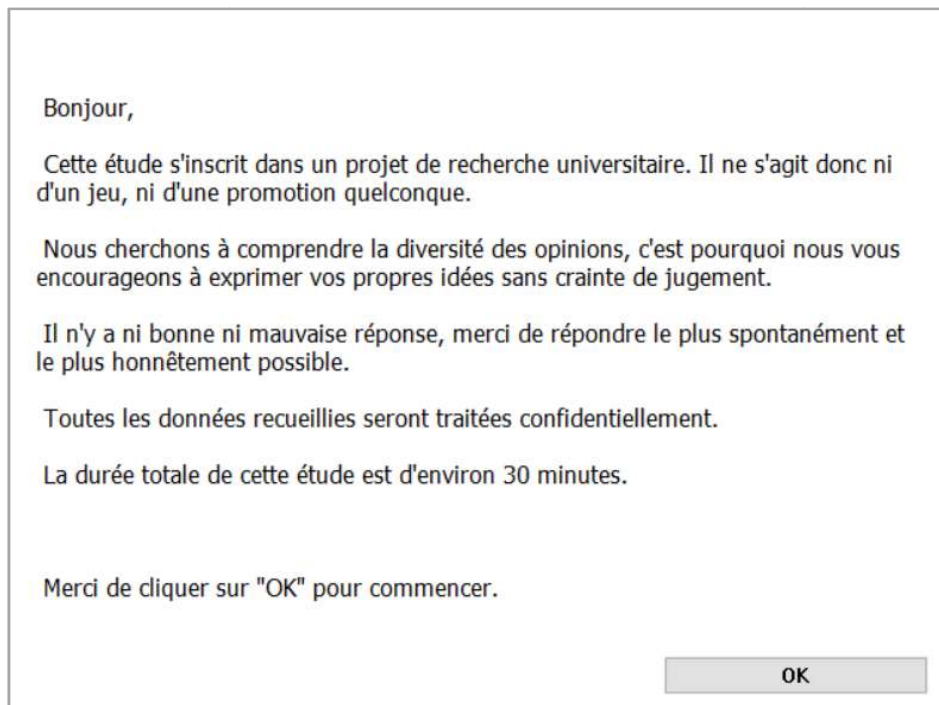 Bonjour,
Cette étude s'inscrit dans un projet de recherche universitaire. Il ne s'agit donc ni
d'un jeu, ni d'une promotion quelconque.
Nous cherchons à comprendre la diversité des opinions, c'est pourquoi nous vous
encourageons à exprimer vos propres idées sans crainte de jugement.
Il n'y a ni bonne ni mauvaise réponse, merci de répondre le plus spontanément et
le plus honnêtement possible.
Toutes les données recueillies seront traitées confidentiellement.
La durée totale de cette étude est d'environ 30 minutes.
Merci de cliquer sur "OK" pour commencer.
OK